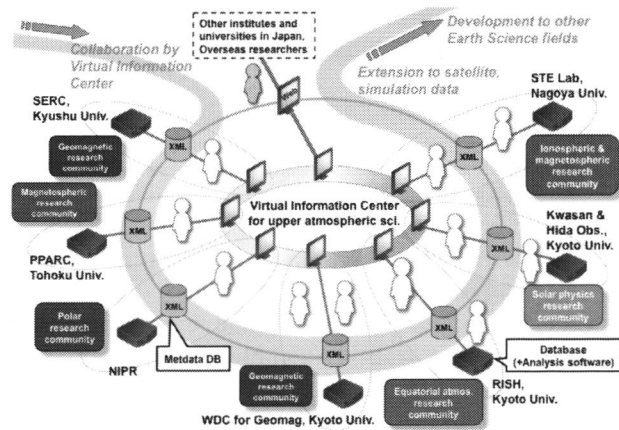 Other institutes and
universities in Japan,
Overseas researchers
Collaboration by
Virtual Information
Center
Development to other
Earth Science fields
Extension to satellite,
simulation data
SERC,
Kyushu Univ.
STE Lab,
Nagoya Univ.
Web
XML
XML
Geomagnetic
research
community
Ionospheric &
magnetospheric
research
community
Magnetospheric
research
community
Virtual Information Center
for upper atmospheric sci.
XML
XML
Kwasan &
Hida Obs.,
Kyoto Univ.
PPARC,
Tohoku Univ.
Solar physics
research
community
Polar
research
community
XML
XML
XML
NIPR
Metdata DB
Database
(+Analysis software)
Geomagnetic
research
community
Equatorial atmos.
research
community
RISH,
Kyoto Univ.
WDC for Geomag, Kyoto Univ.